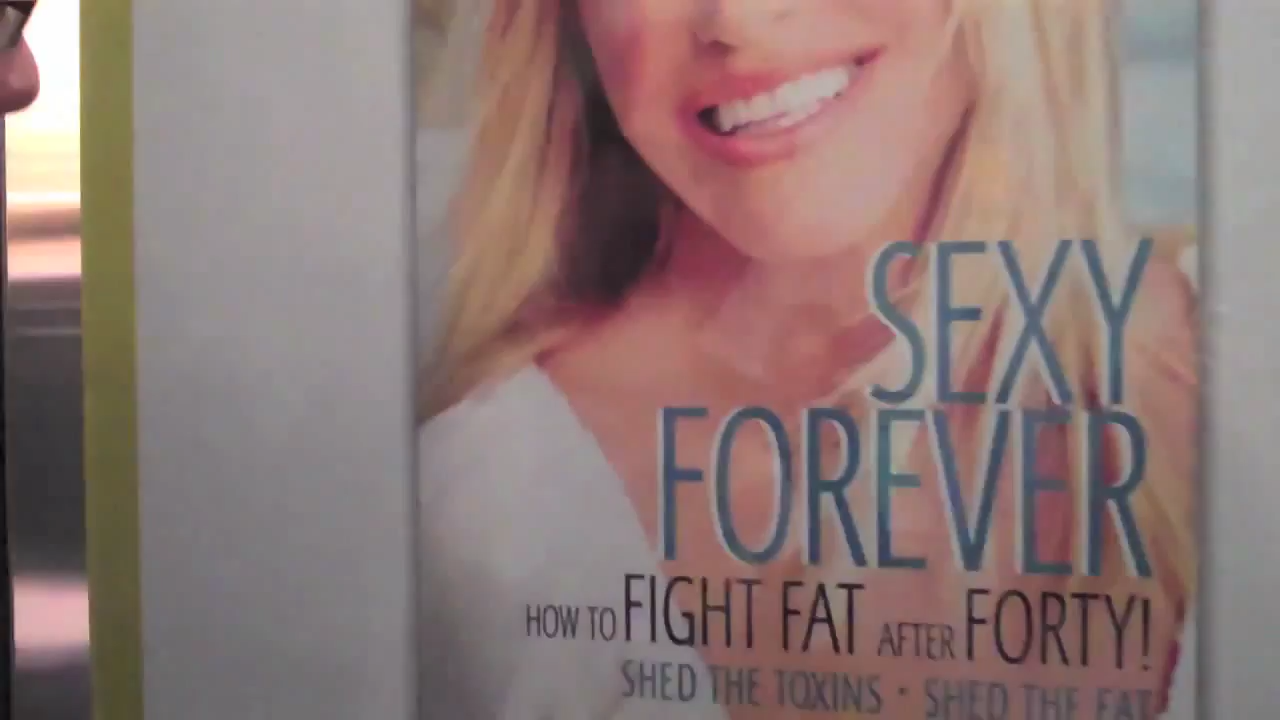 SEXY
FOREVER
HOW TO FIGHT FAT AFTER FORTY!
SHED THE TOXINS · SHED THE FAT